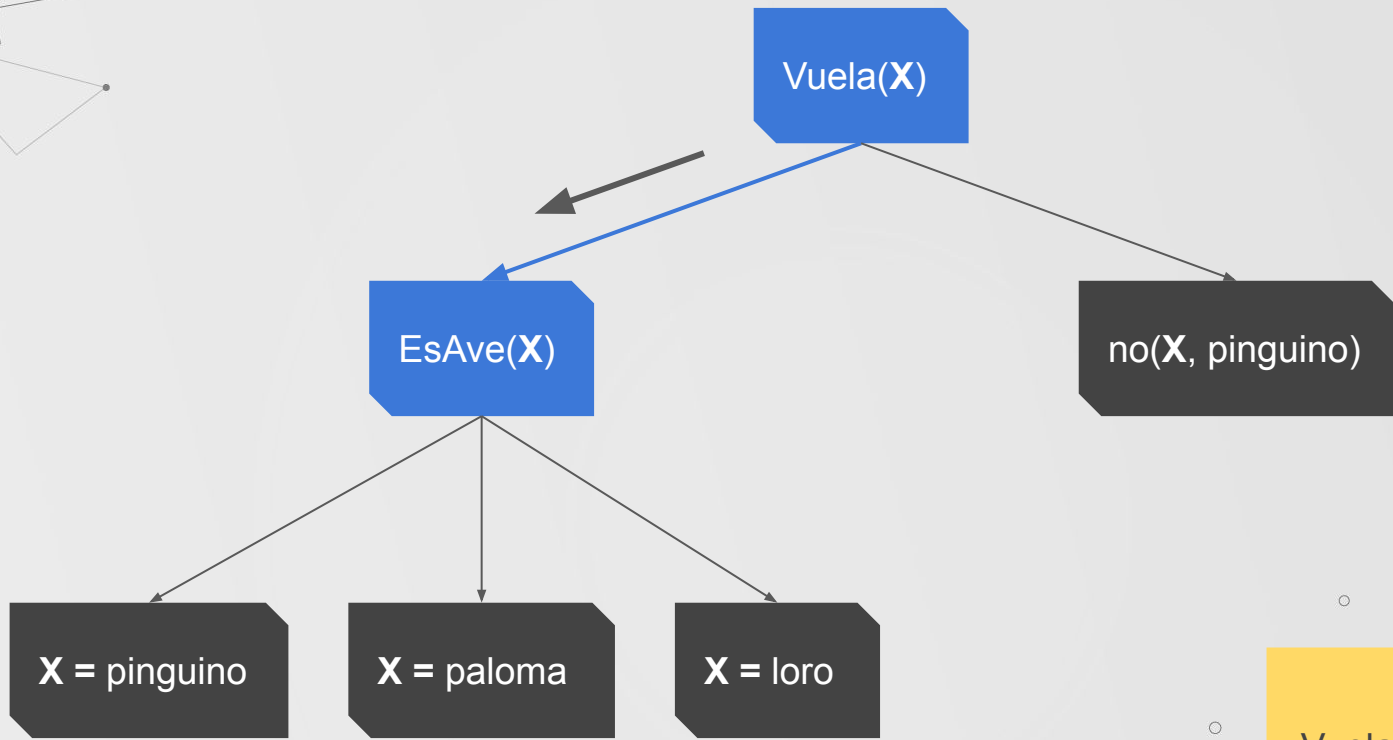 Vuela(X)
EsAve(X)
no(X, pinguino)
X = pinguino
X = paloma
X = loro